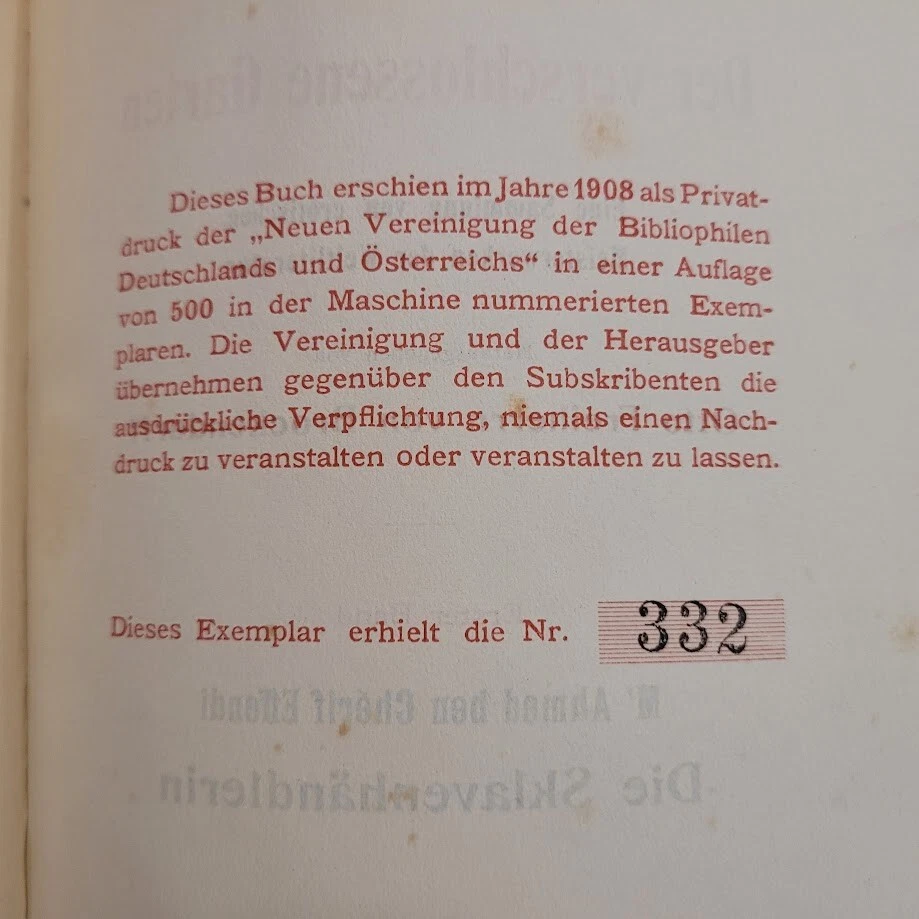 Dieses Buch erschien im Jahre 1908 als Privat-
druck der „Neuen Vereinigung der Bibliophilen
Deutschlands und Österreichs“ in einer Auflage
von 500 in der Maschine nummerierten Exem-
plaren. Die Vereinigung und der Herausgeber
übernehmen gegenüber den Subskribenten die
ausdrückliche Verpflichtung, niemals einen Nach-
druck zu veranstalten oder veranstalten zu lassen.
Dieses Exemplar erhielt die Nr. 332